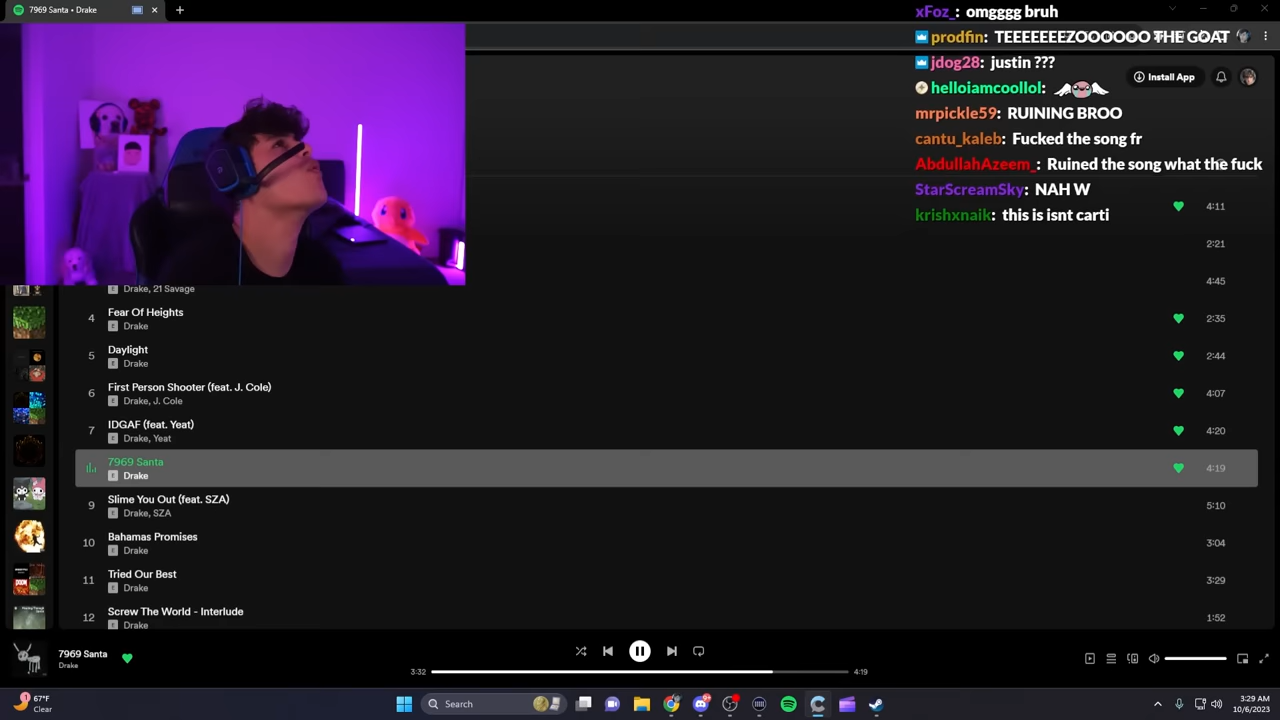 7969 Santa • Drake
xFoz_: omgggg bruh
prodfin: TEEEEEEEZOOOOOO THE GOAT
jdog28: justin ???
helloiamcoollol:
mrpickle59: RUINING BROO
cantu_kaleb: Fucked the song fr
AbdullahAzeem_: Ruined the song what the fuck
StarScreamSky: NAH W
krishxnaik: this is isnt carti
Install App
4:11
2:21
E Drake, 21 Savage 4:45
4 Fear Of Heights 2:35
E Drake
5 Daylight 2:44
E Drake
6 First Person Shooter (feat. J. Cole) 4:07
E Drake, J. Cole
7 IDGAF (feat. Yeat) 4:20
E Drake, Yeat
7969 Santa 4:19
E Drake
9 Slime You Out (feat. SZA) 5:10
E Drake, SZA
10 Bahamas Promises 3:04
E Drake
11 Tried Our Best 3:29
E Drake
12 Screw The World - Interlude 1:52
E Drake
7969 Santa
Drake
3:32 4:19
1 67°F
Clear
Search
3:29 AM
10/6/2023